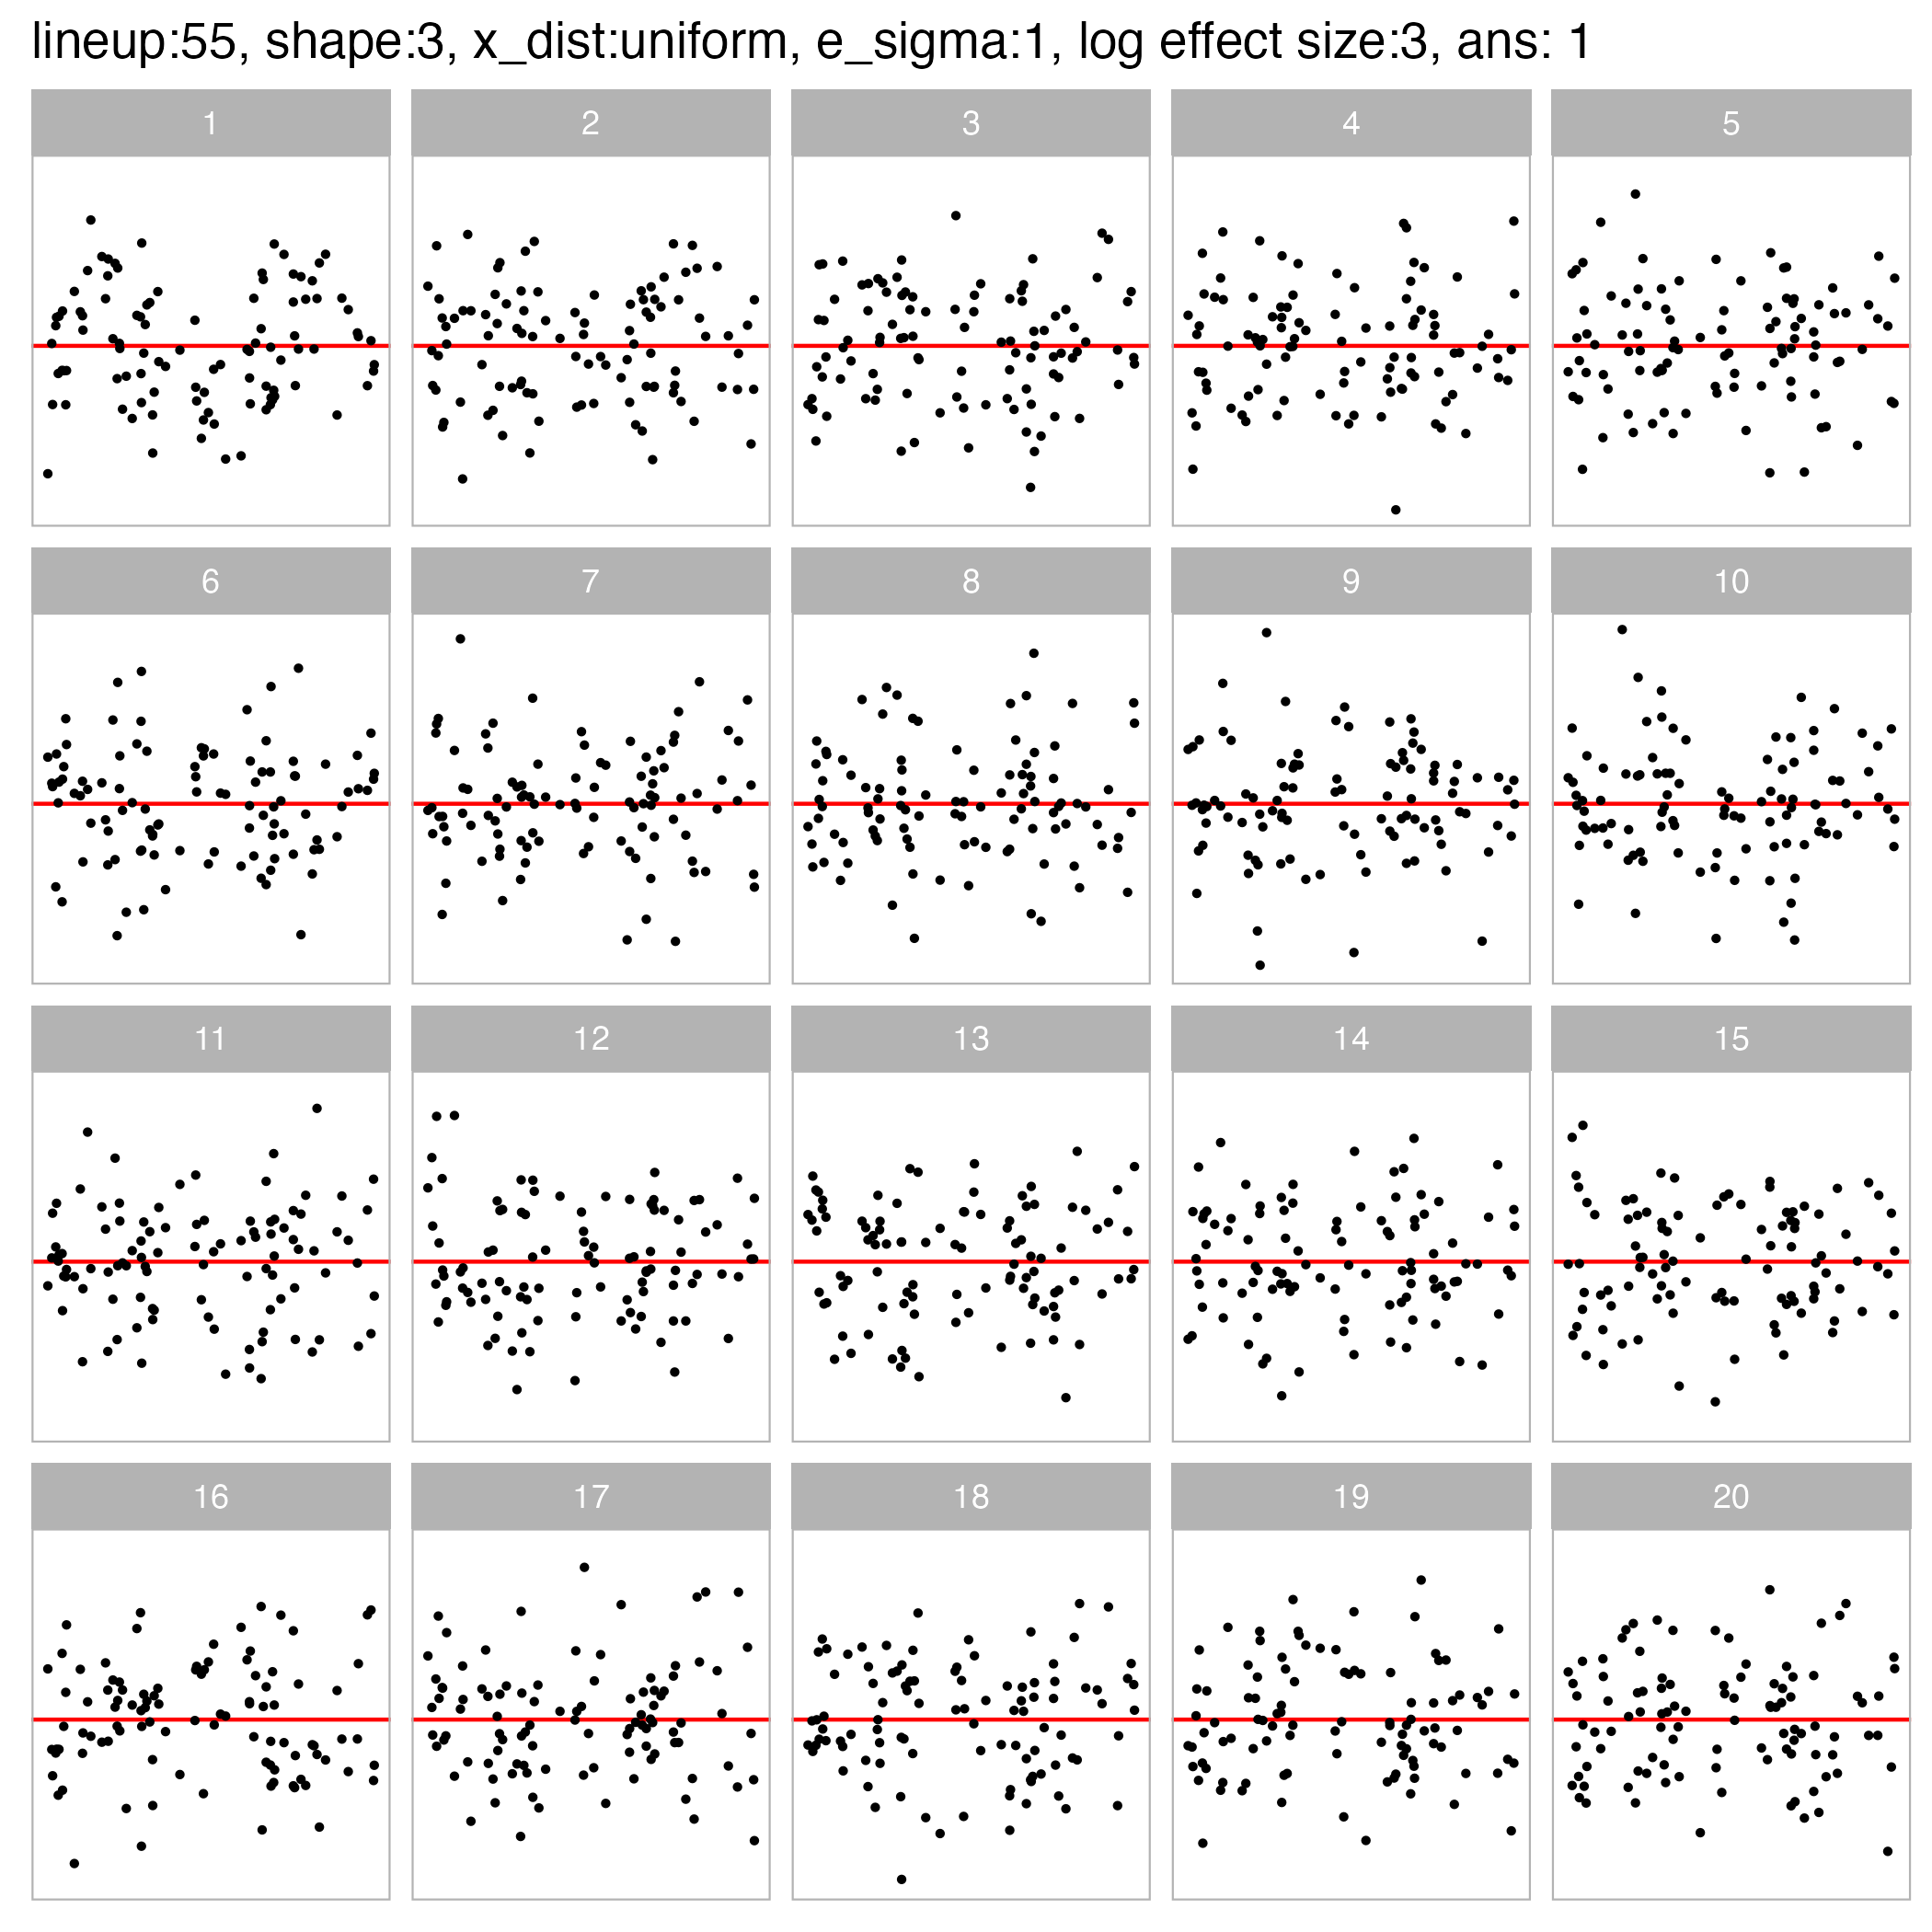 lineup:55, shape:3, x_dist:uniform, e_sigma:1, log effect size:3, ans: 1
1 2 3 4 5
6 7 8 9 10
11 12 13 14 15
16 17 18 19 20